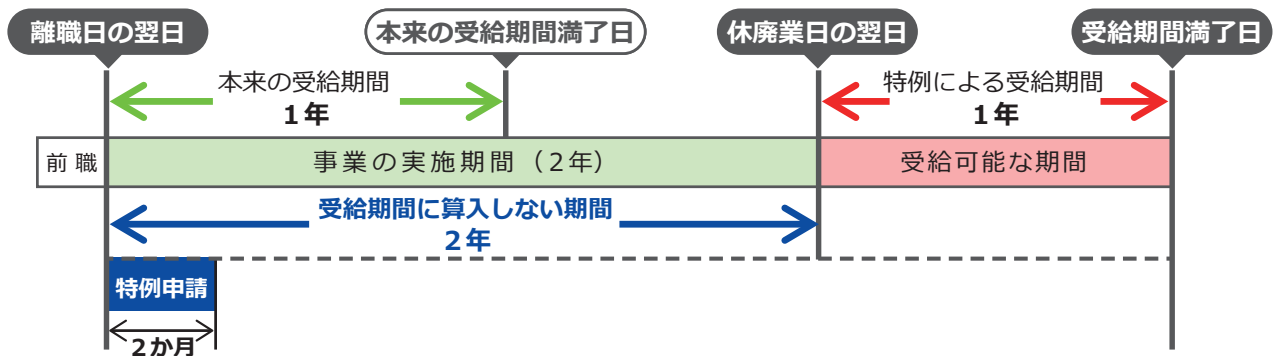 離職日の翌日
本来の受給期間満了日
休廃業日の翌日
受給期間満了日
本来の受給期間
1年
特例による受給期間
1年
前職
事業の実施期間（2年）
受給可能な期間
受給期間に算入しない期間
2年
特例申請
2か月